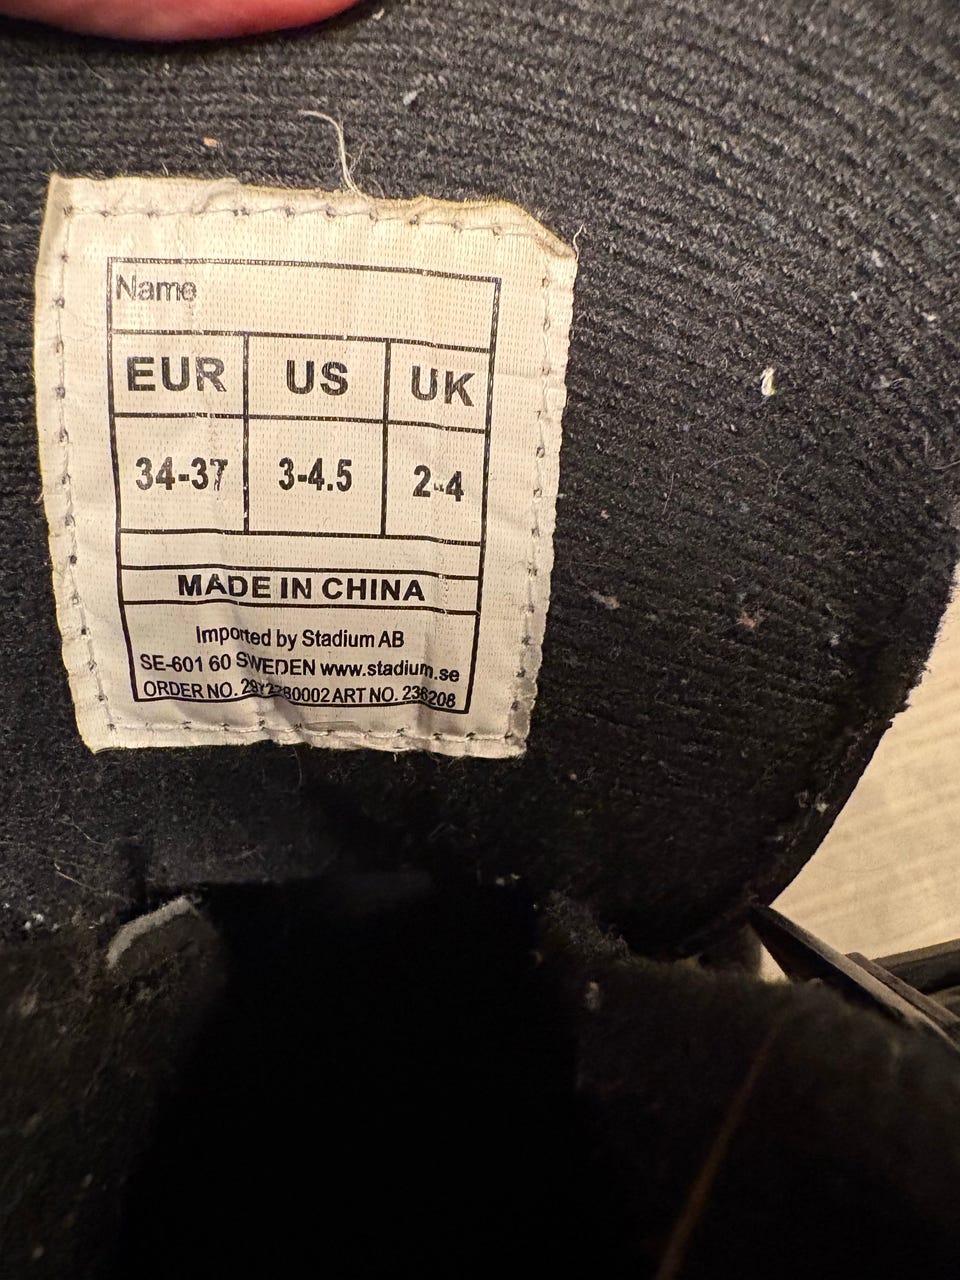 Name
EUR US UK
34-37 3-4.5 2-4
MADE IN CHINA
Imported by Stadium AB
SE-601 60 SWEDEN www.stadium.se
ORDER NO. ART NO. 236208